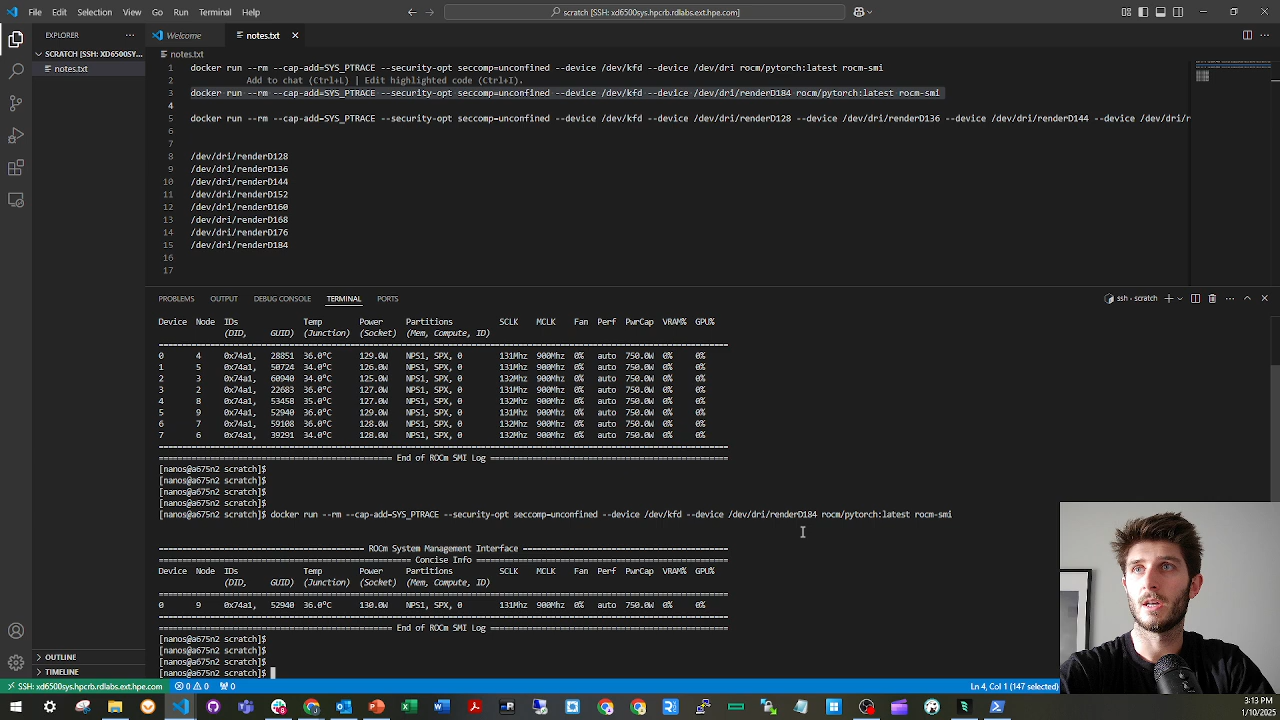 File Edit Selection View Go Run Terminal Help
scratch [SSH: xd6500sys.hpcrb.rdlabs.ext.hpe.com]
EXPLORER
Welcome
notes.txt
SCRATCH [SSH: XD6500SY...
notes.txt
notes.txt
1 docker run --rm --cap-add=SYS_PTRACE --security-opt seccomp=unconfined --device /dev/kfd --device /dev/dri rocm/pytorch:latest rocm-smi
2 Add to chat (Ctrl+L) | Edit highlighted code (Ctrl+I).
3 docker run --rm --cap-add=SYS_PTRACE --security-opt seccomp=unconfined --device /dev/kfd --device /dev/dri/renderD184 rocm/pytorch:latest rocm-smi
4
5 docker run --rm --cap-add=SYS_PTRACE --security-opt seccomp=unconfined --device /dev/kfd --device /dev/dri/renderD128 --device /dev/dri/renderD136 --device /dev/dri/renderD144 --device /dev/dri/r
6
7
8 /dev/dri/renderD128
9 /dev/dri/renderD136
10 /dev/dri/renderD144
11 /dev/dri/renderD152
12 /dev/dri/renderD160
13 /dev/dri/renderD168
14 /dev/dri/renderD176
15 /dev/dri/renderD184
16
17
PROBLEMS OUTPUT DEBUG CONSOLE TERMINAL PORTS
ssh - scratch
Device Node IDs Temp Power Partitions SCLK MCLK Fan Perf PwrCap VRAM% GPU%
(DID, GUID) (Junction) (Socket) (Mem, Compute, ID)
==========================================================================================================
0 4 0x74a1, 28851 36.0°C 129.0W NPS1, SPX, 0 131Mhz 900Mhz 0% auto 750.0W 0% 0%
1 5 0x74a1, 50724 34.0°C 126.0W NPS1, SPX, 0 131Mhz 900Mhz 0% auto 750.0W 0% 0%
2 3 0x74a1, 60940 34.0°C 125.0W NPS1, SPX, 0 132Mhz 900Mhz 0% auto 750.0W 0% 0%
3 2 0x74a1, 22683 36.0°C 127.0W NPS1, SPX, 0 131Mhz 900Mhz 0% auto 750.0W 0% 0%
4 8 0x74a1, 53458 35.0°C 127.0W NPS1, SPX, 0 132Mhz 900Mhz 0% auto 750.0W 0% 0%
5 9 0x74a1, 52940 36.0°C 129.0W NPS1, SPX, 0 132Mhz 900Mhz 0% auto 750.0W 0% 0%
6 7 0x74a1, 59108 36.0°C 128.0W NPS1, SPX, 0 132Mhz 900Mhz 0% auto 750.0W 0% 0%
7 6 0x74a1, 39291 34.0°C 128.0W NPS1, SPX, 0 132Mhz 900Mhz 0% auto 750.0W 0% 0%
==========================================================================================================
============================================ End of ROCm SMI Log ============================================
[nanos@a675n2 scratch]$
[nanos@a675n2 scratch]$
[nanos@a675n2 scratch]$
[nanos@a675n2 scratch]$
[nanos@a675n2 scratch]$ docker run --rm --cap-add=SYS_PTRACE --security-opt seccomp=unconfined --device /dev/kfd --device /dev/dri/renderD184 rocm/pytorch:latest rocm-smi
====================================== ROCm System Management Interface ======================================
================================================ Concise Info ================================================
Device Node IDs Temp Power Partitions SCLK MCLK Fan Perf PwrCap VRAM% GPU%
(DID, GUID) (Junction) (Socket) (Mem, Compute, ID)
==========================================================================================================
0 9 0x74a1, 52940 36.0°C 130.0W NPS1, SPX, 0 132Mhz 900Mhz 0% auto 750.0W 0% 0%
==========================================================================================================
============================================ End of ROCm SMI Log ============================================
[nanos@a675n2 scratch]$
[nanos@a675n2 scratch]$
[nanos@a675n2 scratch]$
[nanos@a675n2 scratch]$
OUTLINE
TIMELINE
SSH: xd6500sys.hpcrb.rdlabs.ext.hpe.com 0 0 0
Ln 4, Col 1 (147 selected)
3:13 PM
1/10/2025